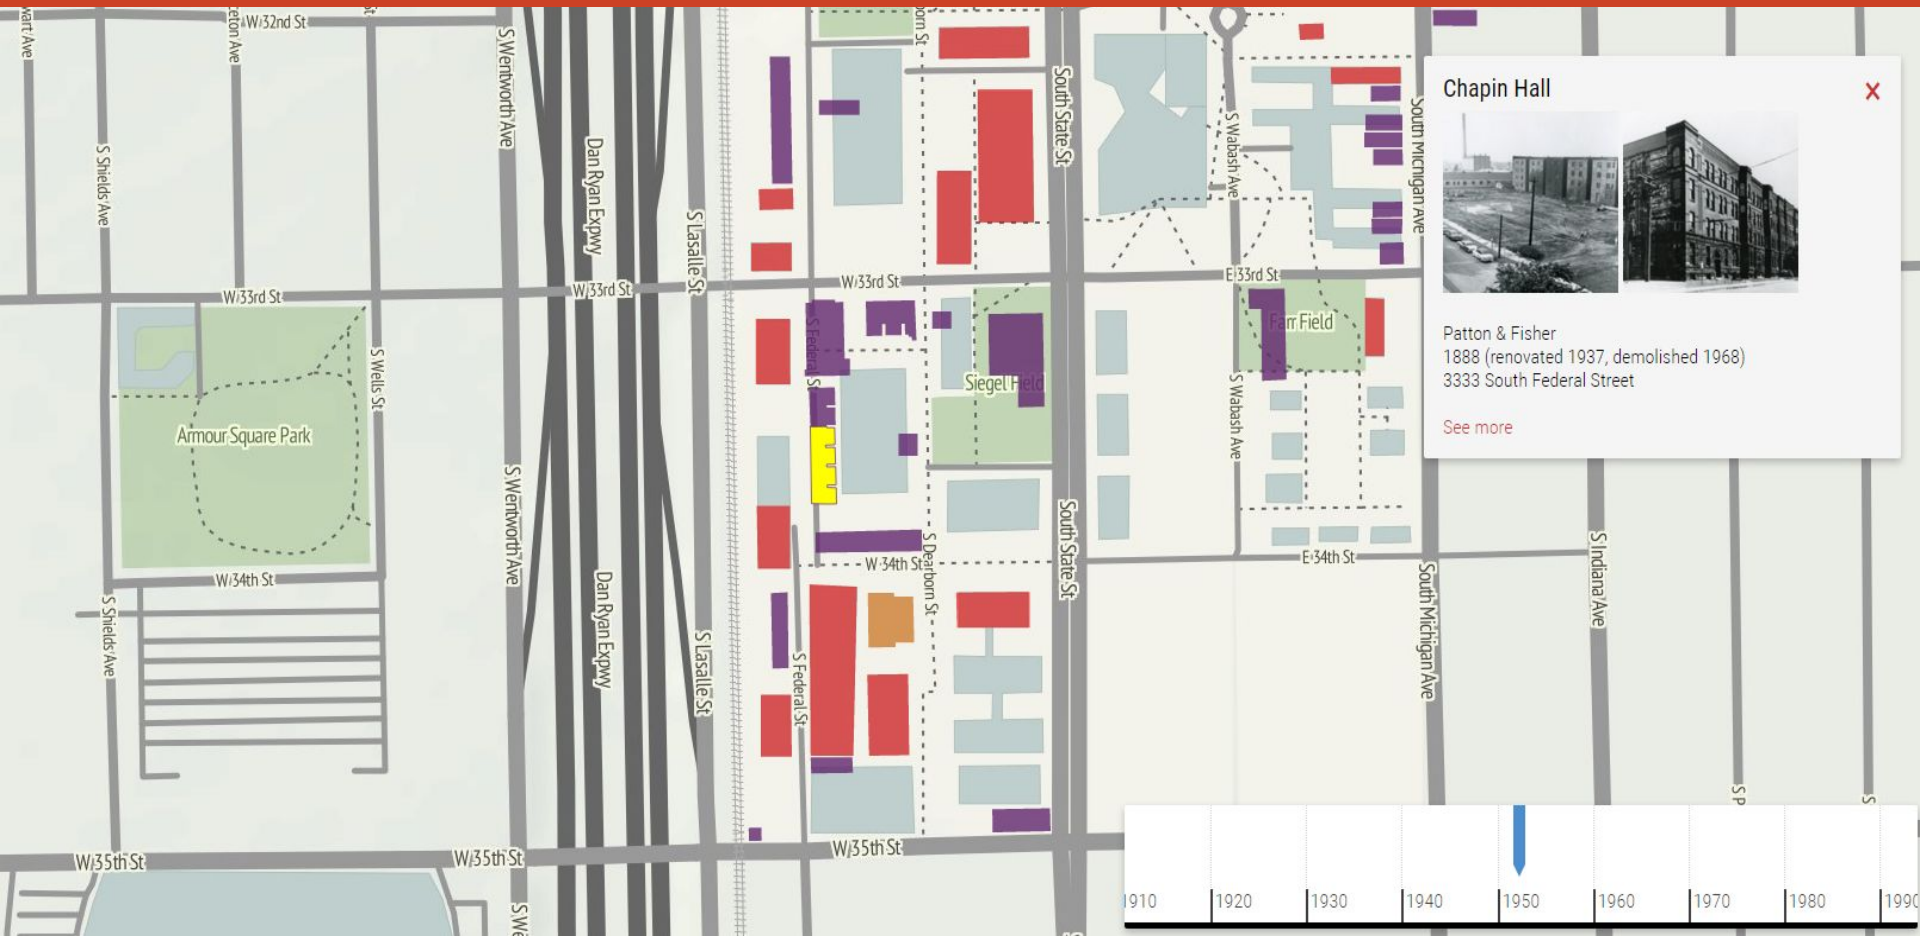 W 32nd St
S Wentworth Ave
South State St
S Shields Ave
Dan Ryan Expwy
S Wabash Ave
South Michigan Ave
S Lasalle St
W 33rd St
W 33rd St
W 33rd St
E 33rd St
S Federal St
Farr Field
S Wells St
Siegel Field
S Wabash Ave
Armour Square Park
S Wentworth Ave
South State St
S Dearborn St
W 34th St
W 34th St
E 34th St
S Indiana Ave
S Shields Ave
Dan Ryan Expwy
S Lasalle St
S Federal St
South Michigan Ave
W 35th St
W 35th St
W 35th St
Chapin Hall
X
Patton & Fisher
1888 (renovated 1937, demolished 1968)
3333 South Federal Street
See more
1910 1920 1930 1940 1950 1960 1970 1980 1990